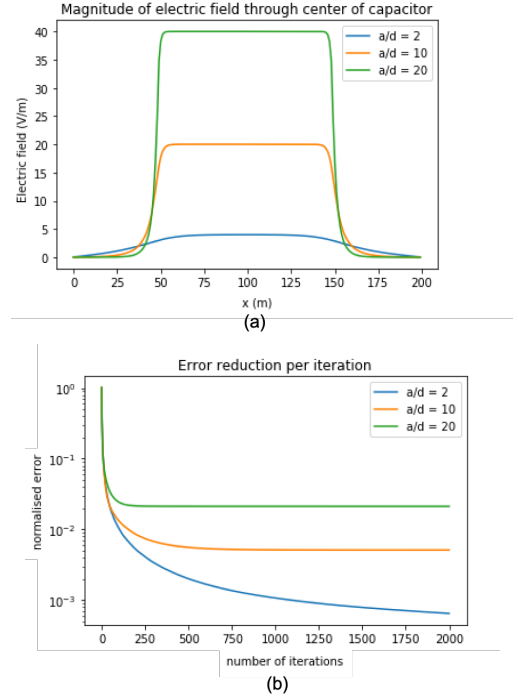 Magnitude of electric field through center of capacitor
40
35
30
25
20
15
10
5
0
Electric field (V/m)
a/d = 2
a/d = 10
a/d = 20
0 25 50 75 100 125 150 175 200
x (m)
(a)
Error reduction per iteration
10⁰
10⁻¹
10⁻²
10⁻³
normalised error
a/d = 2
a/d = 10
a/d = 20
0 250 500 750 1000 1250 1500 1750 2000
number of iterations
(b)